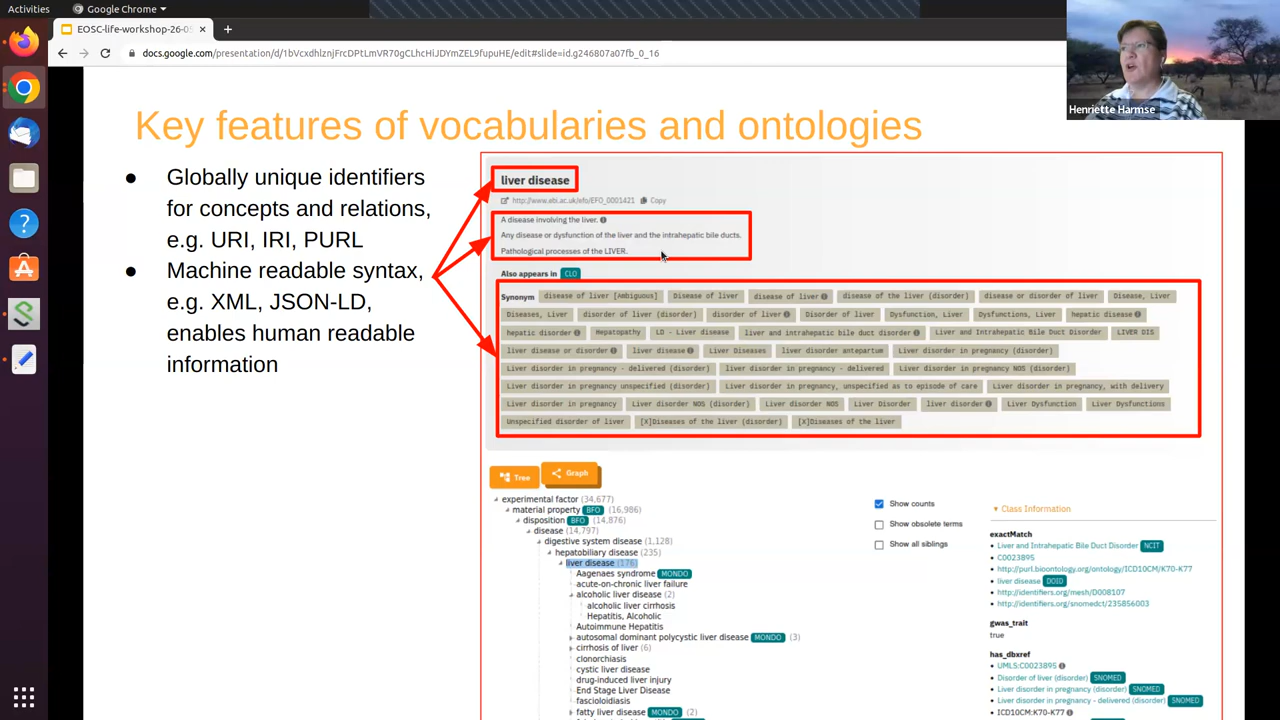 Activities
Google Chrome
EOSC-life-workshop-26-05
docs.google.com/presentation/d/1bVcxdhlznjFrcDPtLmVR70gCLhcHiJDYmZEL9fupuHE/edit#slide=id.g246807a07fb_0_16
Henriette Harmse
Key features of vocabularies and ontologies
● Globally unique identifiers
for concepts and relations,
e.g. URI, IRI, PURL
● Machine readable syntax,
e.g. XML, JSON-LD,
enables human readable
information
liver disease
http://www.ebi.ac.uk/efo/EFO_0001421 Copy
A disease involving the liver.
Any disease or dysfunction of the liver and the intrahepatic bile ducts.
Pathological processes of the LIVER.
Also appears in CLO
Synonym disease of liver [Ambiguous] Disease of liver disease of liver disease of the liver (disorder) disease or disorder of liver Disease, Liver
Diseases, Liver disorder of liver (disorder) disorder of liver Disorder of liver Dysfunction, Liver Dysfunctions, Liver hepatic disease
hepatic disorder Hepatopathy LD - Liver disease liver and intrahepatic bile duct disorder Liver and Intrahepatic Bile Duct Disorder LIVER DIS
liver disease or disorder liver disease Liver Diseases liver disorder antepartum Liver disorder in pregnancy (disorder)
Liver disorder in pregnancy - delivered (disorder) Liver disorder in pregnancy - delivered Liver disorder in pregnancy NOS (disorder)
Liver disorder in pregnancy unspecified (disorder) Liver disorder in pregnancy, unspecified as to episode of care Liver disorder in pregnancy, with delivery
Liver disorder in pregnancy Liver disorder NOS (disorder) Liver disorder NOS Liver Disorder liver disorder Liver Dysfunction Liver Dysfunctions
Unspecified disorder of liver [X]Diseases of the liver (disorder) [X]Diseases of the liver
Tree Graph
experimental factor (34,677)
material property BFO (16,986)
disposition BFO (14,876)
disease (14,797)
digestive system disease (1,128)
hepatobiliary disease (235)
liver disease (176)
Aagenaes syndrome MONDO
acute-on-chronic liver failure
alcoholic liver disease (2)
alcoholic liver cirrhosis
Hepatitis, Alcoholic
Autoimmune Hepatitis
autosomal dominant polycystic liver disease MONDO (3)
cirrhosis of liver (6)
clonorchiasis
cystic liver disease
drug-induced liver injury
End Stage Liver Disease
fascioloidiasis
fatty liver disease MONDO (2)
Show counts
Show obsolete terms
Show all siblings
Class Information
exactMatch
• Liver and Intrahepatic Bile Duct Disorder NCIT
• C0023895
• http://purl.bioontology.org/ontology/ICD10CM/K70-K77
• liver disease DOID
• http://identifiers.org/mesh/D008107
• http://identifiers.org/snomedct/235856003
gwas_trait
true
has_dbxref
• UMLS:C0023895
• Disorder of liver (disorder) SNOMED
• Liver disorder in pregnancy (disorder) SNOMED
• Liver disorder in pregnancy - delivered (disorder) SNOMED
• ICD10CM:K70-K77